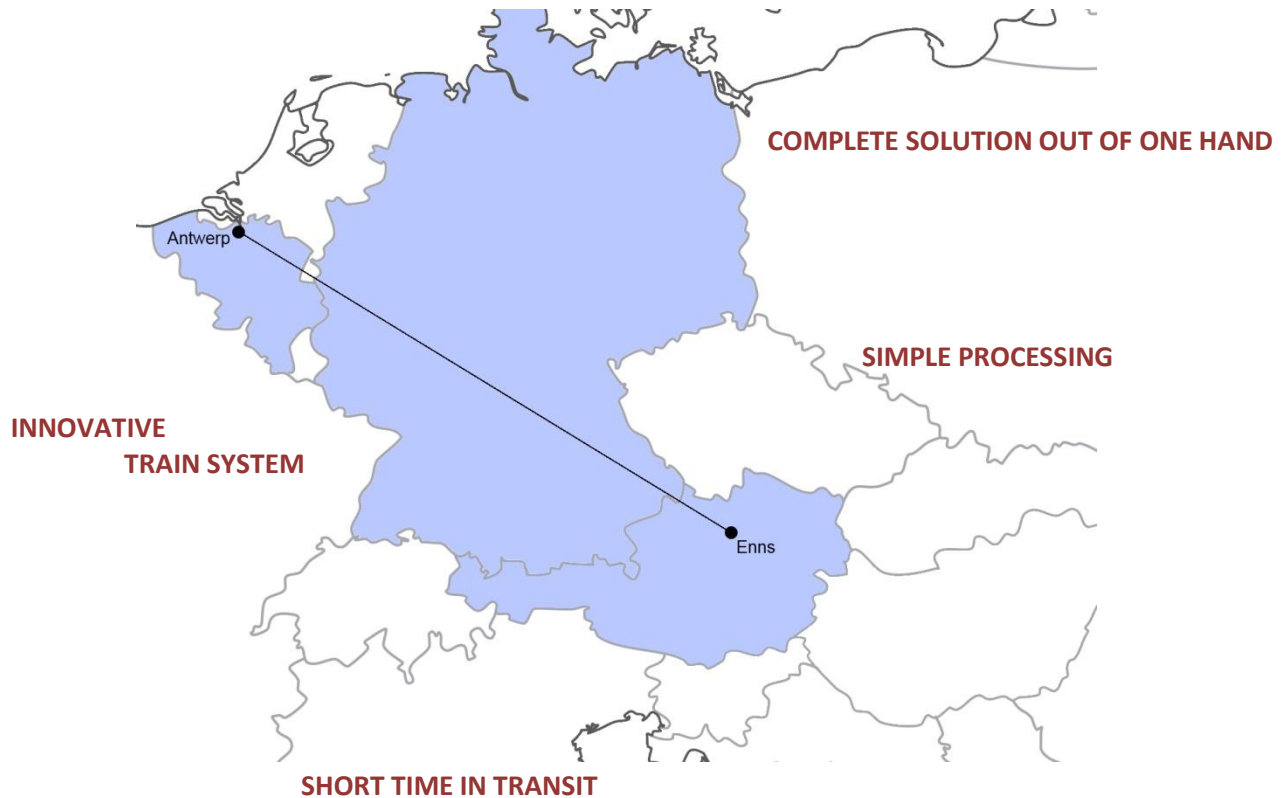 COMPLETE SOLUTION OUT OF ONE HAND
Antwerp
SIMPLE PROCESSING
INNOVATIVE
TRAIN SYSTEM
Enns
SHORT TIME IN TRANSIT